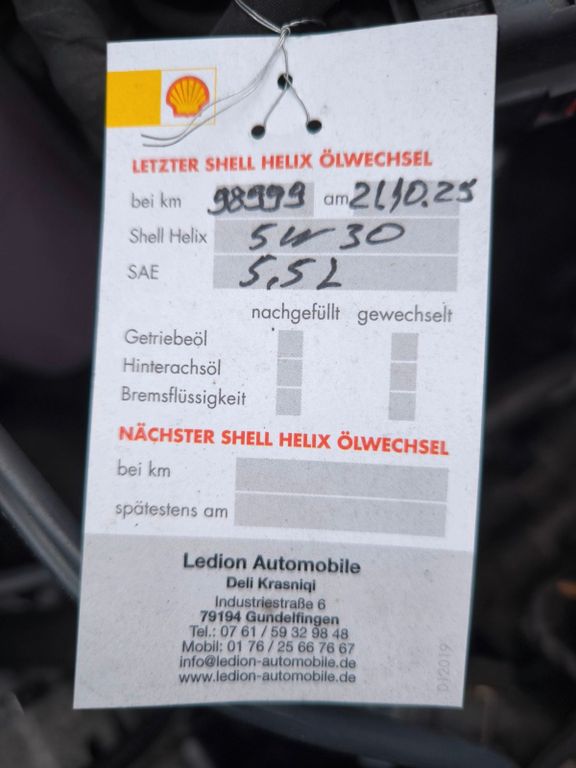 LETZTER SHELL HELIX ÖLWECHSEL
bei km 98999 am 21.10.25
Shell Helix 5W30
SAE 5,5L
nachgefüllt gewechselt
Getriebeöl
Hinterachsöl
Bremsflüssigkeit
NÄCHSTER SHELL HELIX ÖLWECHSEL
bei km
spätestens am
Ledion Automobile
Deli Krasniqi
Industriestraße 6
79194 Gundelfingen
Tel.: 07 61 / 59 32 98 48
Mobil: 01 76 / 25 66 76 67
info@ledion-automobile.de
www.ledion-automobile.de
DJ2019